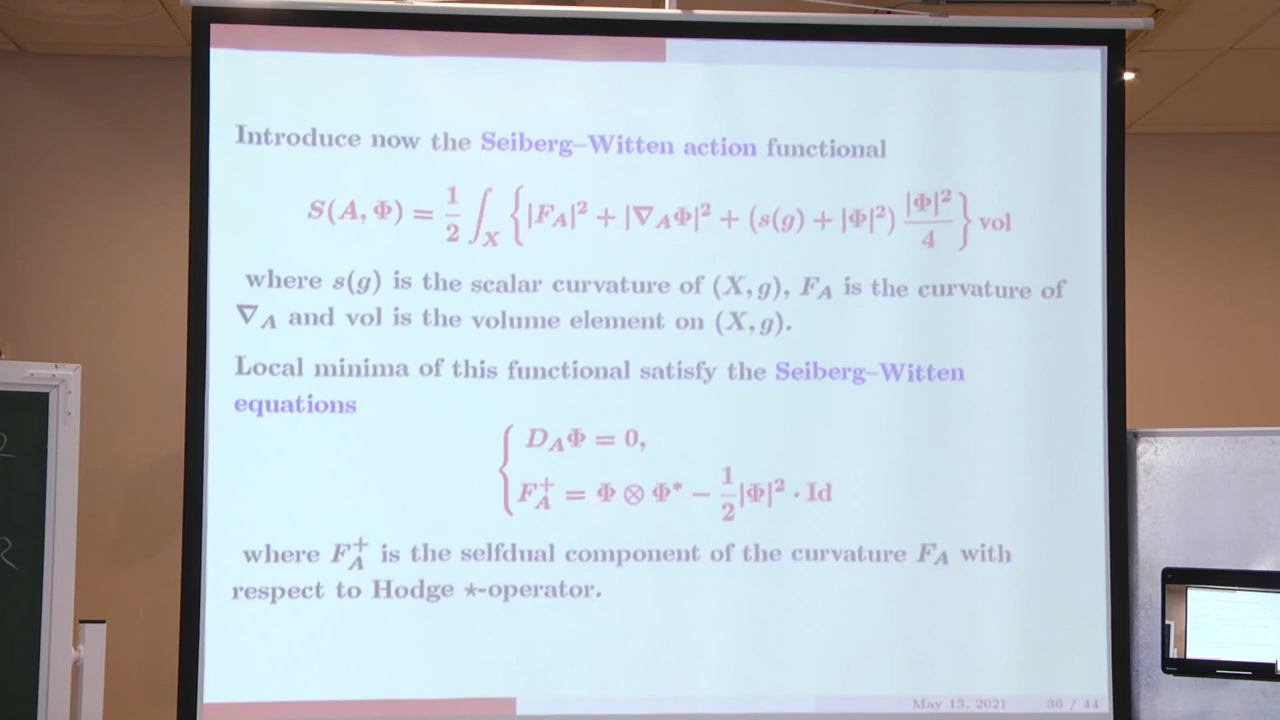 Introduce now the Seiberg–Witten action functional
S(A, Φ) = 1/2 ∫_X { |F_A|² + |∇_AΦ|² + (s(g) + |Φ|²) |Φ|²/4 } vol
where s(g) is the scalar curvature of (X, g), F_A is the curvature of
∇_A and vol is the volume element on (X, g).
Local minima of this functional satisfy the Seiberg–Witten
equations
{ D_AΦ = 0,
F_A⁺ = Φ ⊗ Φ* − 1/2 |Φ|² · Id
where F_A⁺ is the selfdual component of the curvature F_A with
respect to Hodge ⋆-operator.
May 13, 2021 36 / 44